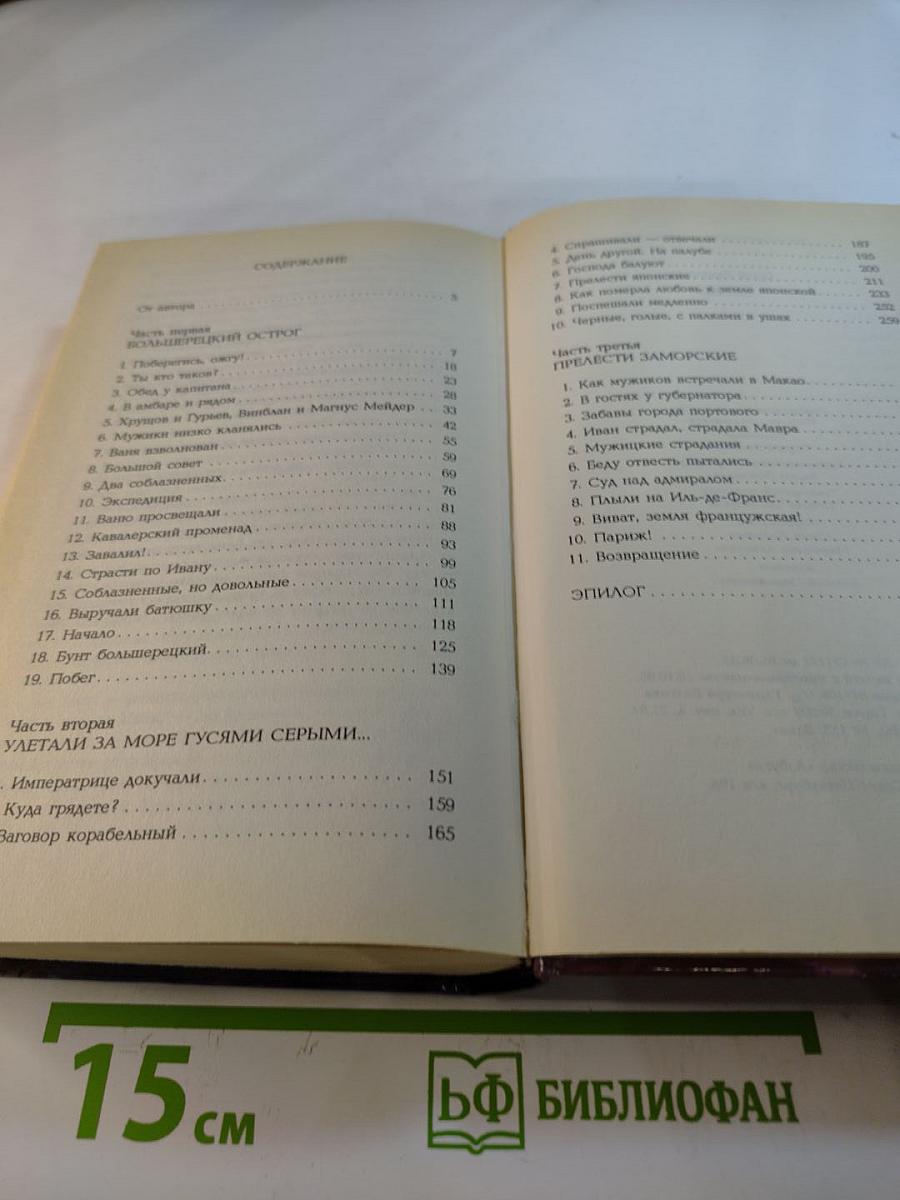 СОДЕРЖАНИЕ
От автора . . . . . . . . . . . . . . . . . . . . . . . . . . 5
Часть первая
БОЛЬШЕРЕЦКИЙ ОСТРОГ
1. Поберегись, ожгу! . . . . . . . . . . . . . . . . . . 7
2. Ты кто таков? . . . . . . . . . . . . . . . . . . 18
3. Обед у капитана . . . . . . . . . . . . . . . . . . 23
4. В амбаре и рядом . . . . . . . . . . . . . . . . . . 28
5. Хрущов и Гурьев, Винблан и Магнус Мейдер . . 33
6. Мужики низко кланялись . . . . . . . . . . . . . . 42
7. Ваня взволнован . . . . . . . . . . . . . . . . . . 55
8. Большой совет . . . . . . . . . . . . . . . . . . 59
9. Два соблазненных . . . . . . . . . . . . . . . . . . 69
10. Экспедиция . . . . . . . . . . . . . . . . . . 76
11. Ваню просвещали . . . . . . . . . . . . . . . . . . 81
12. Кавалерский променад . . . . . . . . . . . . . . . . 88
13. Завалил! . . . . . . . . . . . . . . . . . . 93
14. Страсти по Ивану . . . . . . . . . . . . . . . . . . 99
15. Соблазненные, но довольные . . . . . . . . . . . . 105
16. Выручали батюшку . . . . . . . . . . . . . . . . 111
17. Начало . . . . . . . . . . . . . . . . . . 118
18. Бунт большерецкий . . . . . . . . . . . . . . . . 125
19. Побег . . . . . . . . . . . . . . . . . . 139
Часть вторая
УЛЕТАЛИ ЗА МОРЕ ГУСЯМИ СЕРЫМИ...
. Императрице докучали . . . . . . . . . . . . . . . . 151
Куда грядете? . . . . . . . . . . . . . . . . . . 159
Заговор корабельный . . . . . . . . . . . . . . . . 165
4. Спрашивали — отвечали . . . . . . . . . . . . 187
5. День другой. На палубе . . . . . . . . . . . . 195
6. Господа балуют . . . . . . . . . . . . . . . . 200
7. Прелести японские . . . . . . . . . . . . . . 211
8. Как померла любовь к земле японской . . . . . 233
9. Поспешали медленно . . . . . . . . . . . . . . 252
10. Черные, голые, с палками в ушах . . . . . . . 259
Часть третья
ПРЕЛЕСТИ ЗАМОРСКИЕ
1. Как мужиков встречали в Макао . . . . . . .
2. В гостях у губернатора . . . . . . . . . . . .
3. Забавы города портового . . . . . . . . . . .
4. Иван страдал, страдала Мавра . . . . . . . .
5. Мужицкие страдания . . . . . . . . . . . .
6. Беду отвесть пытались . . . . . . . . . . . .
7. Суд над адмиралом . . . . . . . . . . . . . .
8. Плыли на Иль-де-Франс . . . . . . . . . . . .
9. Виват, земля французская! . . . . . . . . .
10. Париж! . . . . . . . . . . . . . . . . . .
11. Возвращение . . . . . . . . . . . . . . . .
ЭПИЛОГ . . . . . . . . . . . . . . . . . . . .
15 см
БФ БИБЛИОФАН